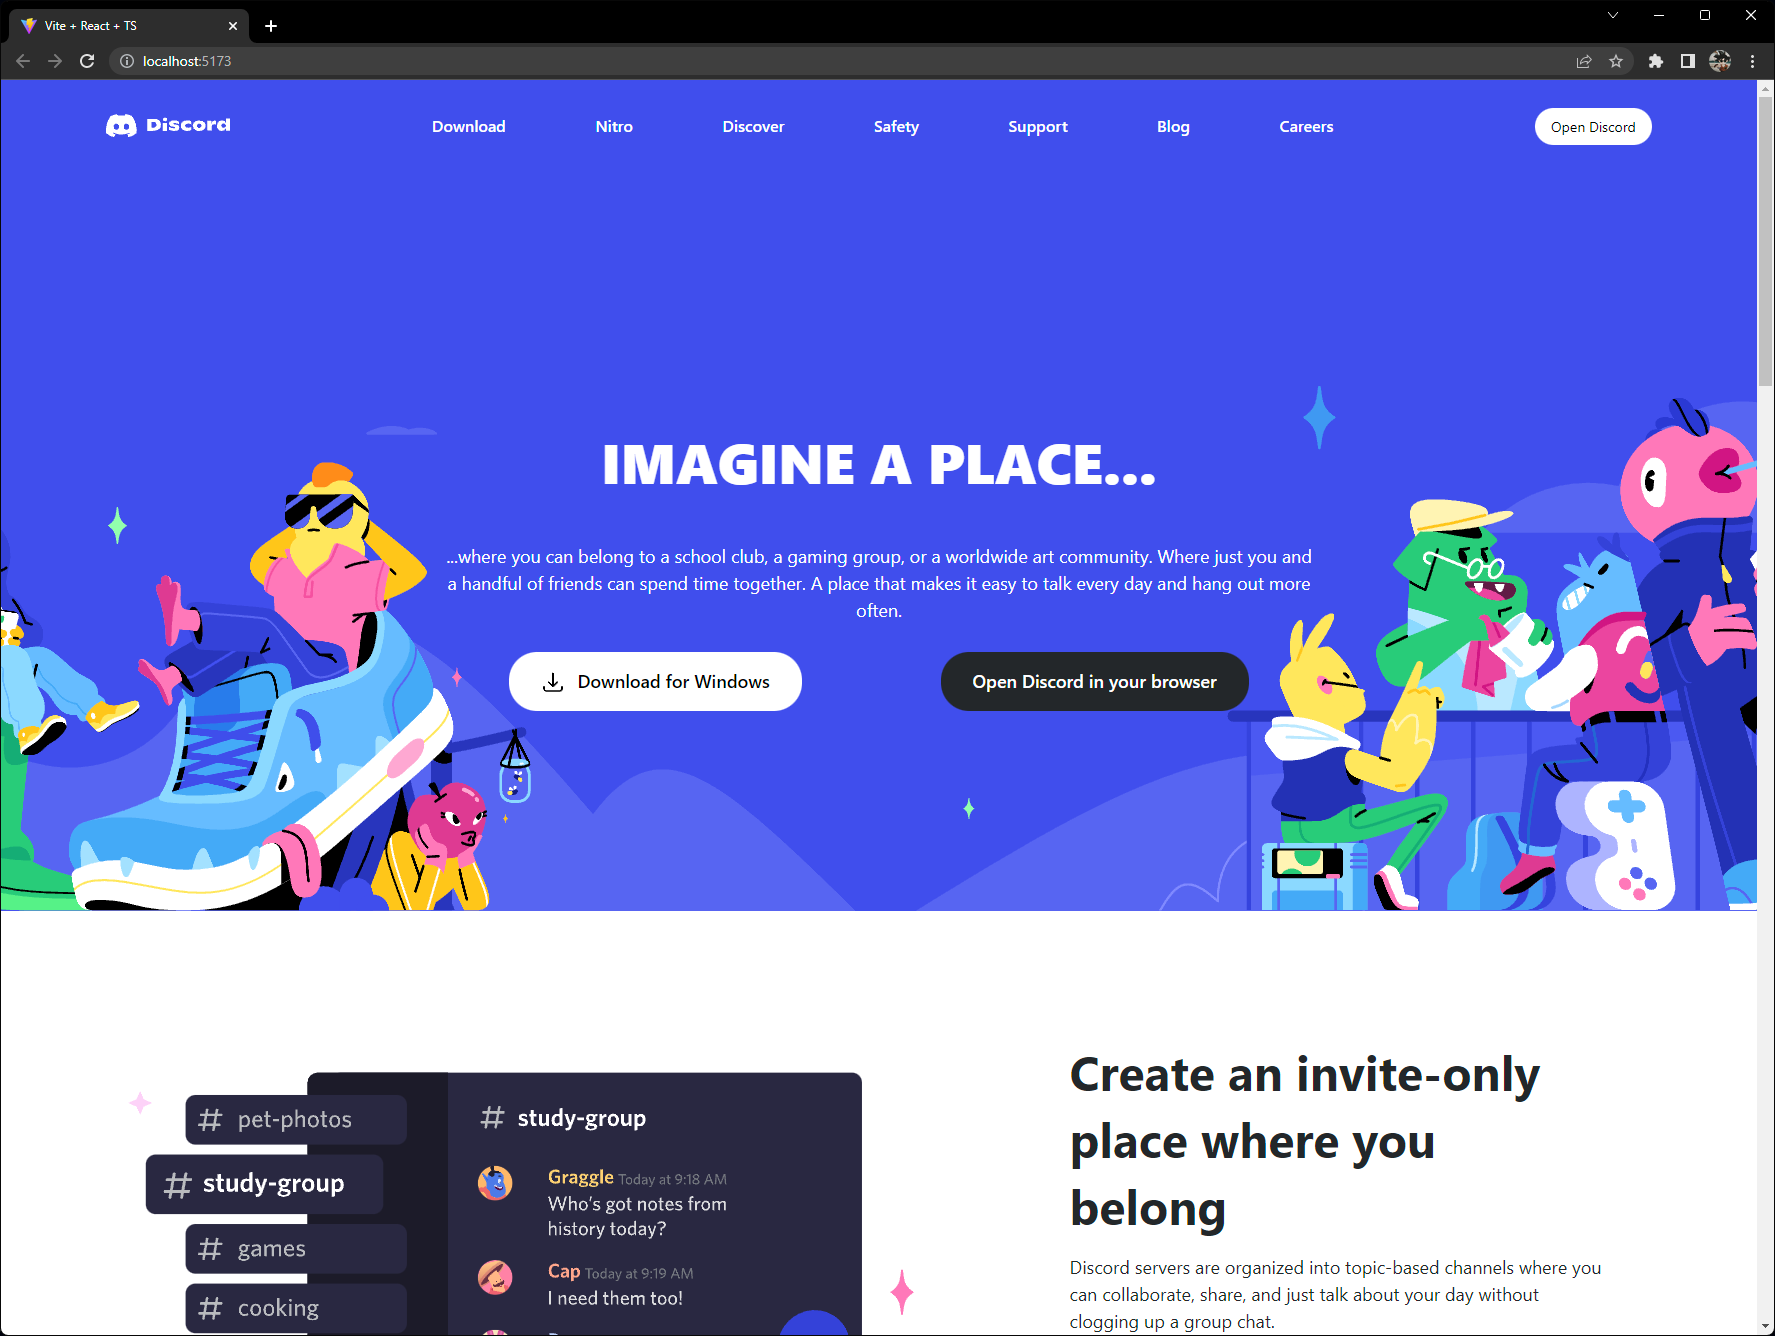 Vite + React + TS
localhost:5173
Discord
Download Nitro Discover Safety Support Blog Careers
Open Discord
IMAGINE A PLACE...
...where you can belong to a school club, a gaming group, or a worldwide art community. Where just you and
a handful of friends can spend time together. A place that makes it easy to talk every day and hang out more
often.
Download for Windows
Open Discord in your browser
# pet-photos
# study-group
# games
# cooking
# study-group
Graggle Today at 9:18 AM
Who's got notes from
history today?
Cap Today at 9:19 AM
I need them too!
Create an invite-only
place where you
belong
Discord servers are organized into topic-based channels where you
can collaborate, share, and just talk about your day without
clogging up a group chat.